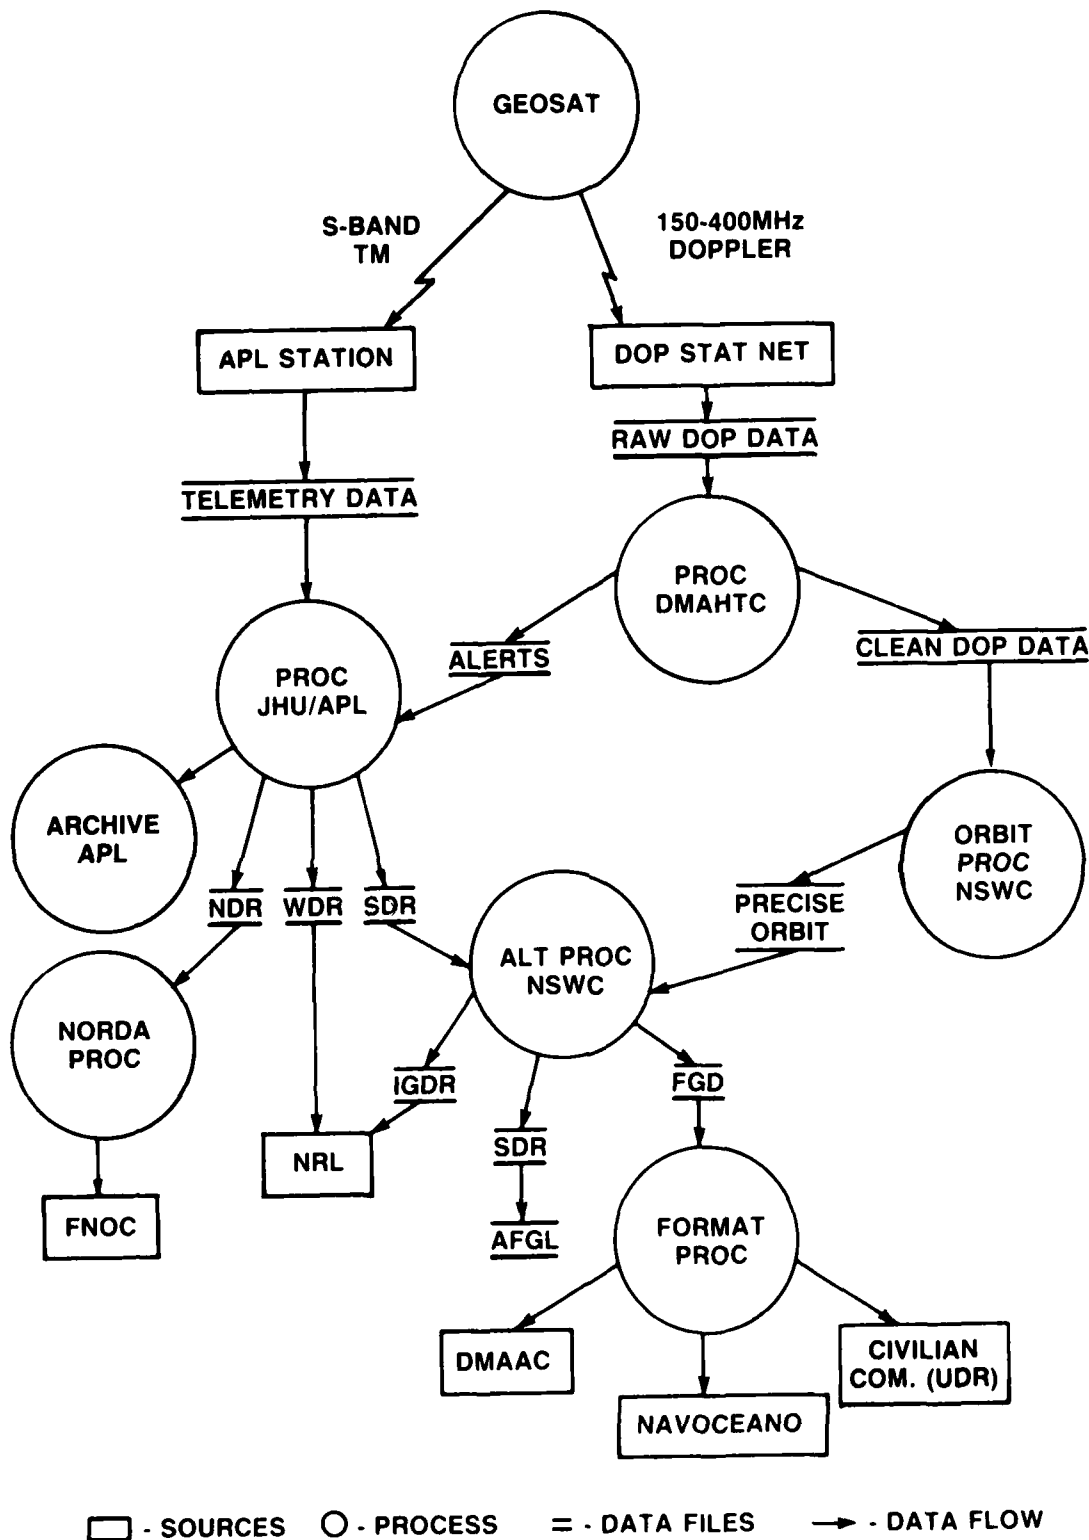 GEOSAT
S-BAND
TM
150-400MHz
DOPPLER
APL STATION
DOP STAT NET
RAW DOP DATA
TELEMETRY DATA
PROC
DMAHTC
ALERTS
CLEAN DOP DATA
PROC
JHU/APL
ARCHIVE
APL
ORBIT
PROC
NSWC
NDR
WDR
SDR
PRECISE
ORBIT
ALT PROC
NSWC
NORDA
PROC
IGDR
FGD
SDR
NRL
FNOC
AFGL
FORMAT
PROC
DMAAC
CIVILIAN
COM. (UDR)
NAVOCEANO
- SOURCES
- PROCESS
- DATA FILES
- DATA FLOW